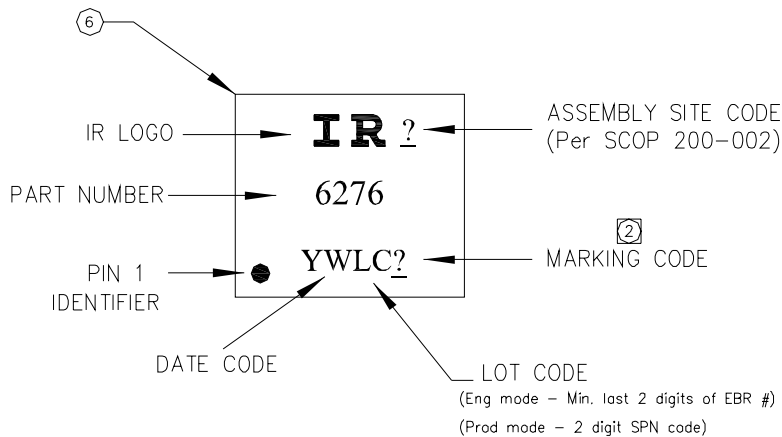 6
IR LOGO
IR ?
ASSEMBLY SITE CODE
(Per SCOP 200-002)
PART NUMBER
6276
2
YWLC?
MARKING CODE
PIN 1
IDENTIFIER
DATE CODE
LOT CODE
(Eng mode - Min. last 2 digits of EBR #)
(Prod mode - 2 digit SPN code)